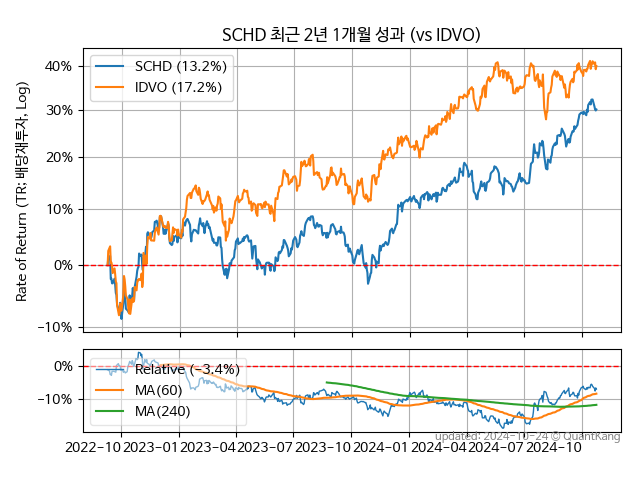 SCHD 최근 2년 1개월 성과 (vs IDVO)
Rate of Return (TR: 배당재투자, Log)
40%
30%
20%
10%
0%
−10%
SCHD (13.2%)
IDVO (17.2%)
0%
−10%
Relative (−3.4%)
MA(60)
MA(240)
2022−10 2023−01 2023−04 2023−07 2023−10 2024−01 2024−04 2024−07 2024−10
updated: 2024−10−24 © QuantKang